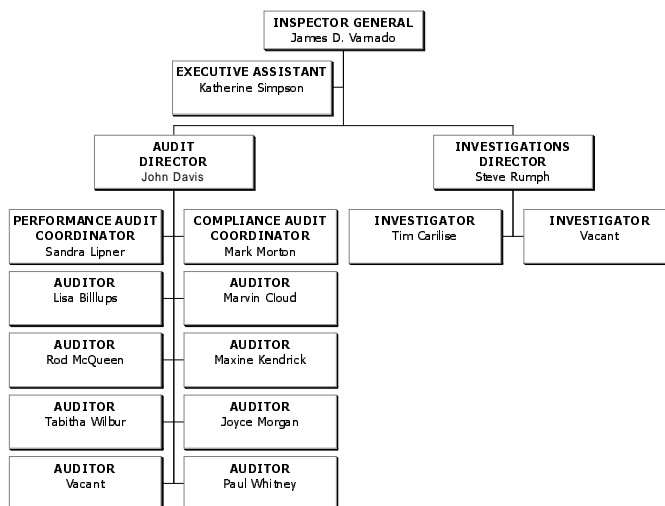 INSPECTOR GENERAL
James D. Varnado
EXECUTIVE ASSISTANT
Katherine Simpson
AUDIT
DIRECTOR
John Davis
INVESTIGATIONS
DIRECTOR
Steve Rumph
PERFORMANCE AUDIT
COORDINATOR
Sandra Lipner
COMPLIANCE AUDIT
COORDINATOR
Mark Morton
INVESTIGATOR
Tim Carilise
INVESTIGATOR
Vacant
AUDITOR
Lisa Billlups
AUDITOR
Marvin Cloud
AUDITOR
Rod McQueen
AUDITOR
Maxine Kendrick
AUDITOR
Tabitha Wilbur
AUDITOR
Joyce Morgan
AUDITOR
Vacant
AUDITOR
Paul Whitney